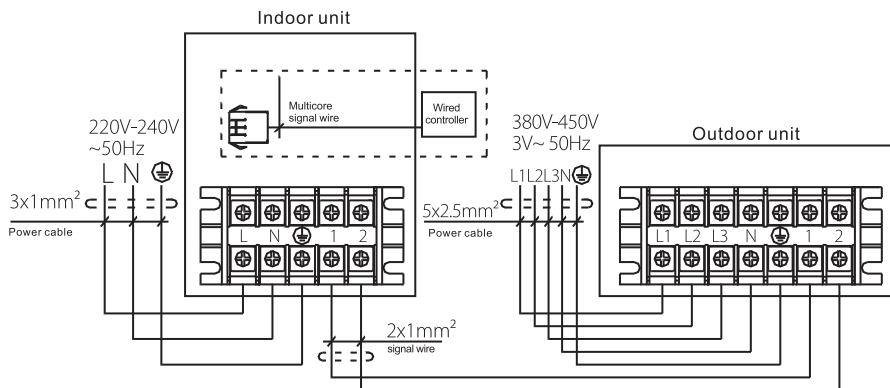 Indoor unit
Multicore
signal wire
Wired
controller
220V-240V
~50Hz
L N
3x1mm²
Power cable
L N 1 2
2x1mm²
signal wire
380V-450V
3V~ 50Hz
L1L2L3N
5x2.5mm²
Power cable
Outdoor unit
L1 L2 L3 N 1 2